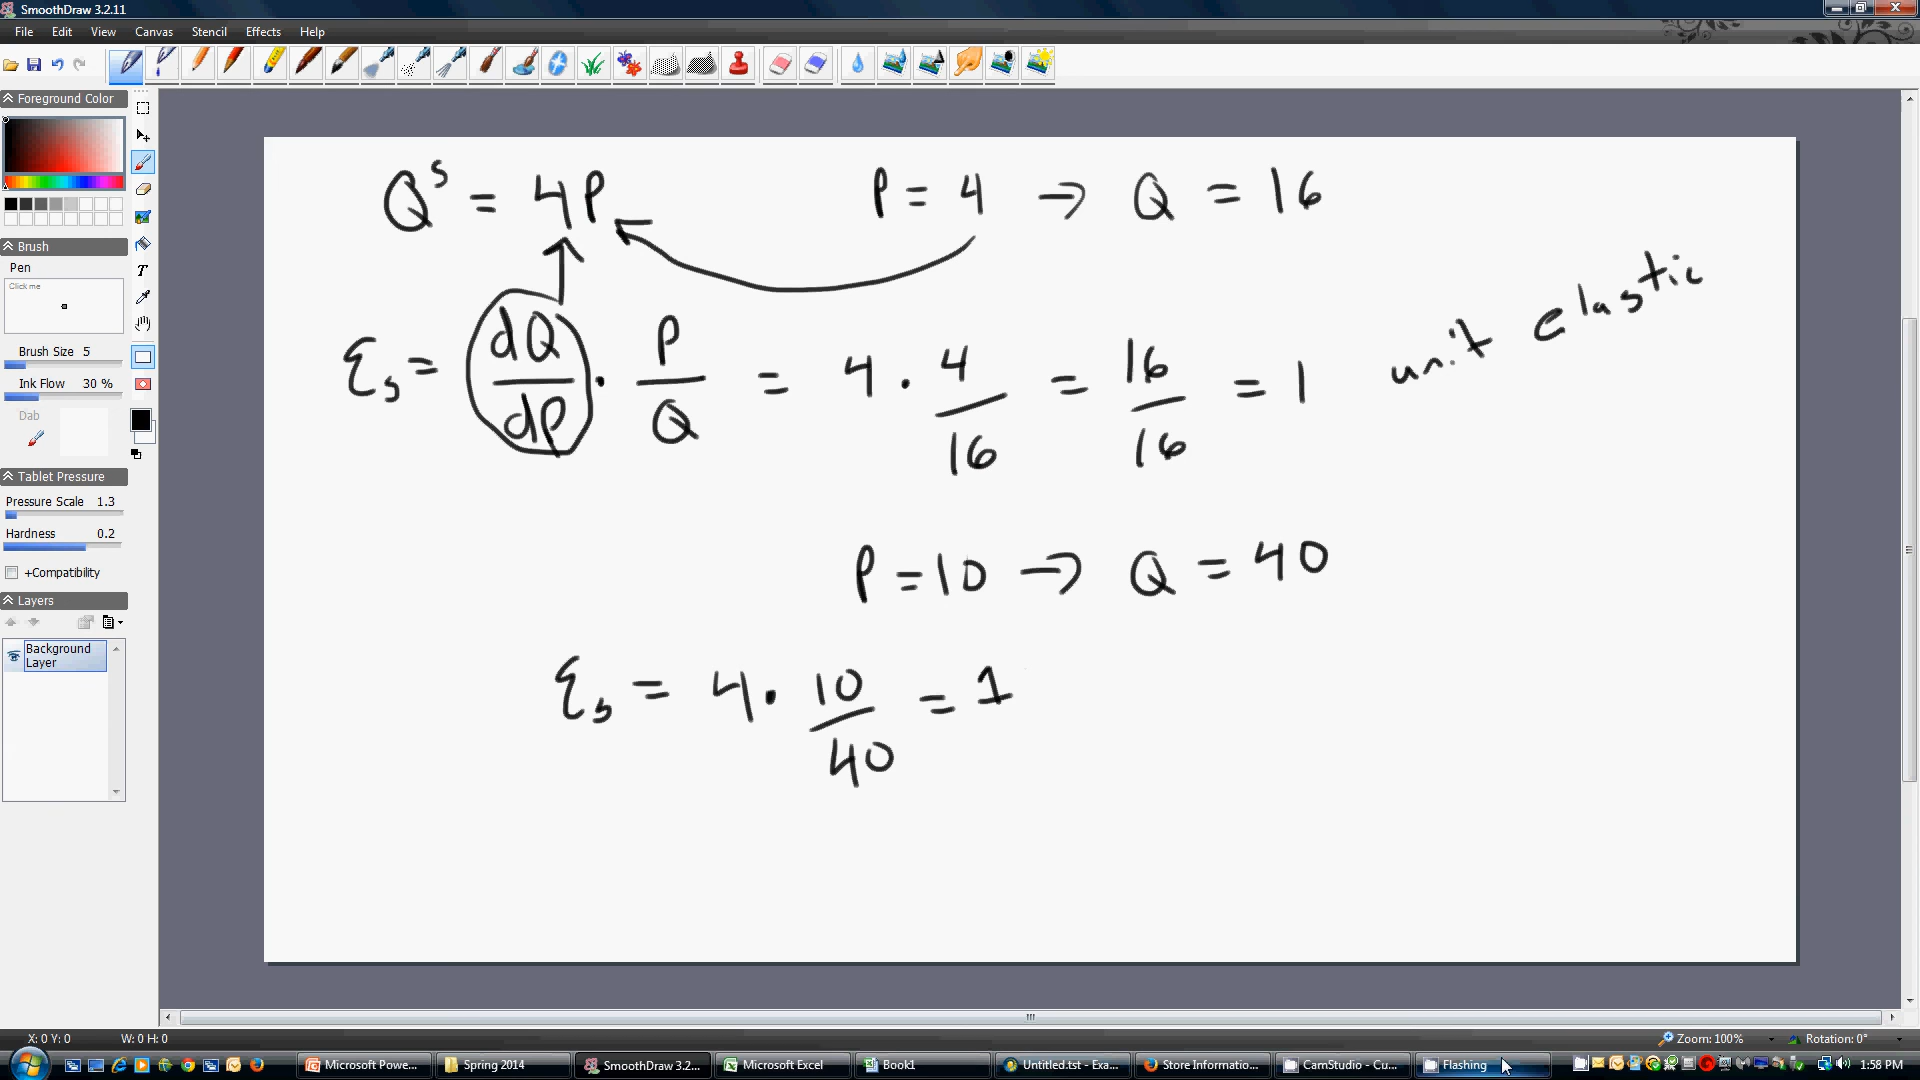 SmoothDraw 3.2.11
File Edit View Canvas Stencil Effects Help
Foreground Color
Brush
Pen
Click me
Brush Size 5
Ink Flow 30 %
Dab
Tablet Pressure
Pressure Scale 1.3
Hardness 0.2
+Compatibility
Layers
Background
Layer
Qˢ = 4P P = 4 → Q = 16
Ɛₛ = dQ/dP · P/Q = 4 · 4/16 = 16/16 = 1 unit elastic
P = 10 → Q = 40
Ɛₛ = 4 · 10/40 = 1
X: 0 Y: 0 W: 0 H: 0 Zoom: 100% Rotation: 0°
Microsoft Powe... Spring 2014 SmoothDraw 3.2... Microsoft Excel Book1 Untitled.tst - Exa... Store Informatio... CamStudio - Cu... Flashing 1:58 PM